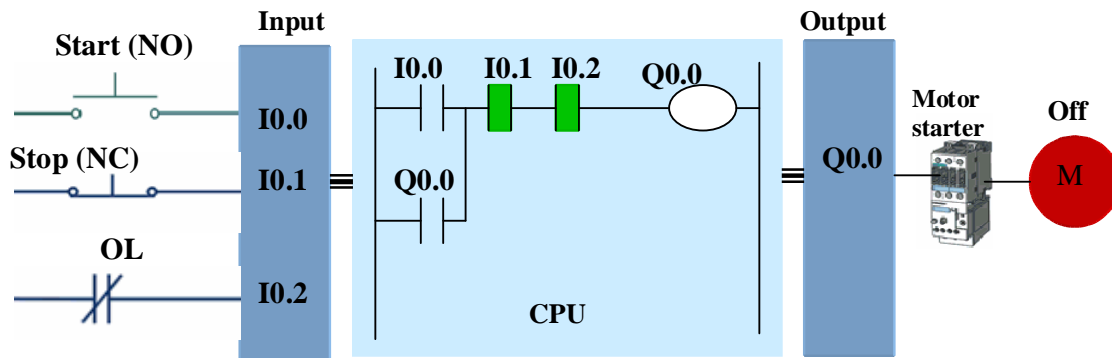 Input
Output
Start (NO)
I0.0
I0.1
I0.2
Q0.0
Motor
starter
Off
I0.0
Stop (NC)
I0.1
Q0.0
Q0.0
M
OL
I0.2
CPU